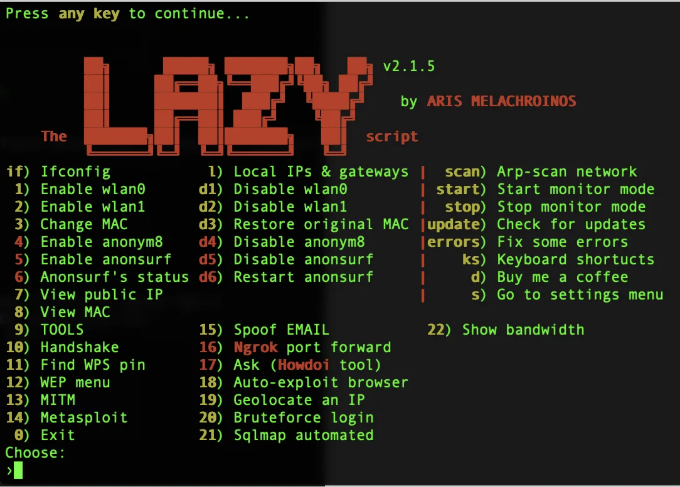 Press any key to continue...
LAZY v2.1.5
by ARIS MELACHROINOS
The script
if) Ifconfig l) Local IPs & gateways | scan) Arp-scan network
1) Enable wlan0 d1) Disable wlan0 | start) Start monitor mode
2) Enable wlan1 d2) Disable wlan1 | stop) Stop monitor mode
3) Change MAC d3) Restore original MAC |update) Check for updates
4) Enable anonym8 d4) Disable anonym8 |errors) Fix some errors
5) Enable anonsurf d5) Disable anonsurf | ks) Keyboard shortucts
6) Anonsurf's status d6) Restart anonsurf | d) Buy me a coffee
7) View public IP | s) Go to settings menu
8) View MAC
9) TOOLS 15) Spoof EMAIL 22) Show bandwidth
10) Handshake 16) Ngrok port forward
11) Find WPS pin 17) Ask (Howdoi tool)
12) WEP menu 18) Auto-exploit browser
13) MITM 19) Geolocate an IP
14) Metasploit 20) Bruteforce login
0) Exit 21) Sqlmap automated
Choose:
>